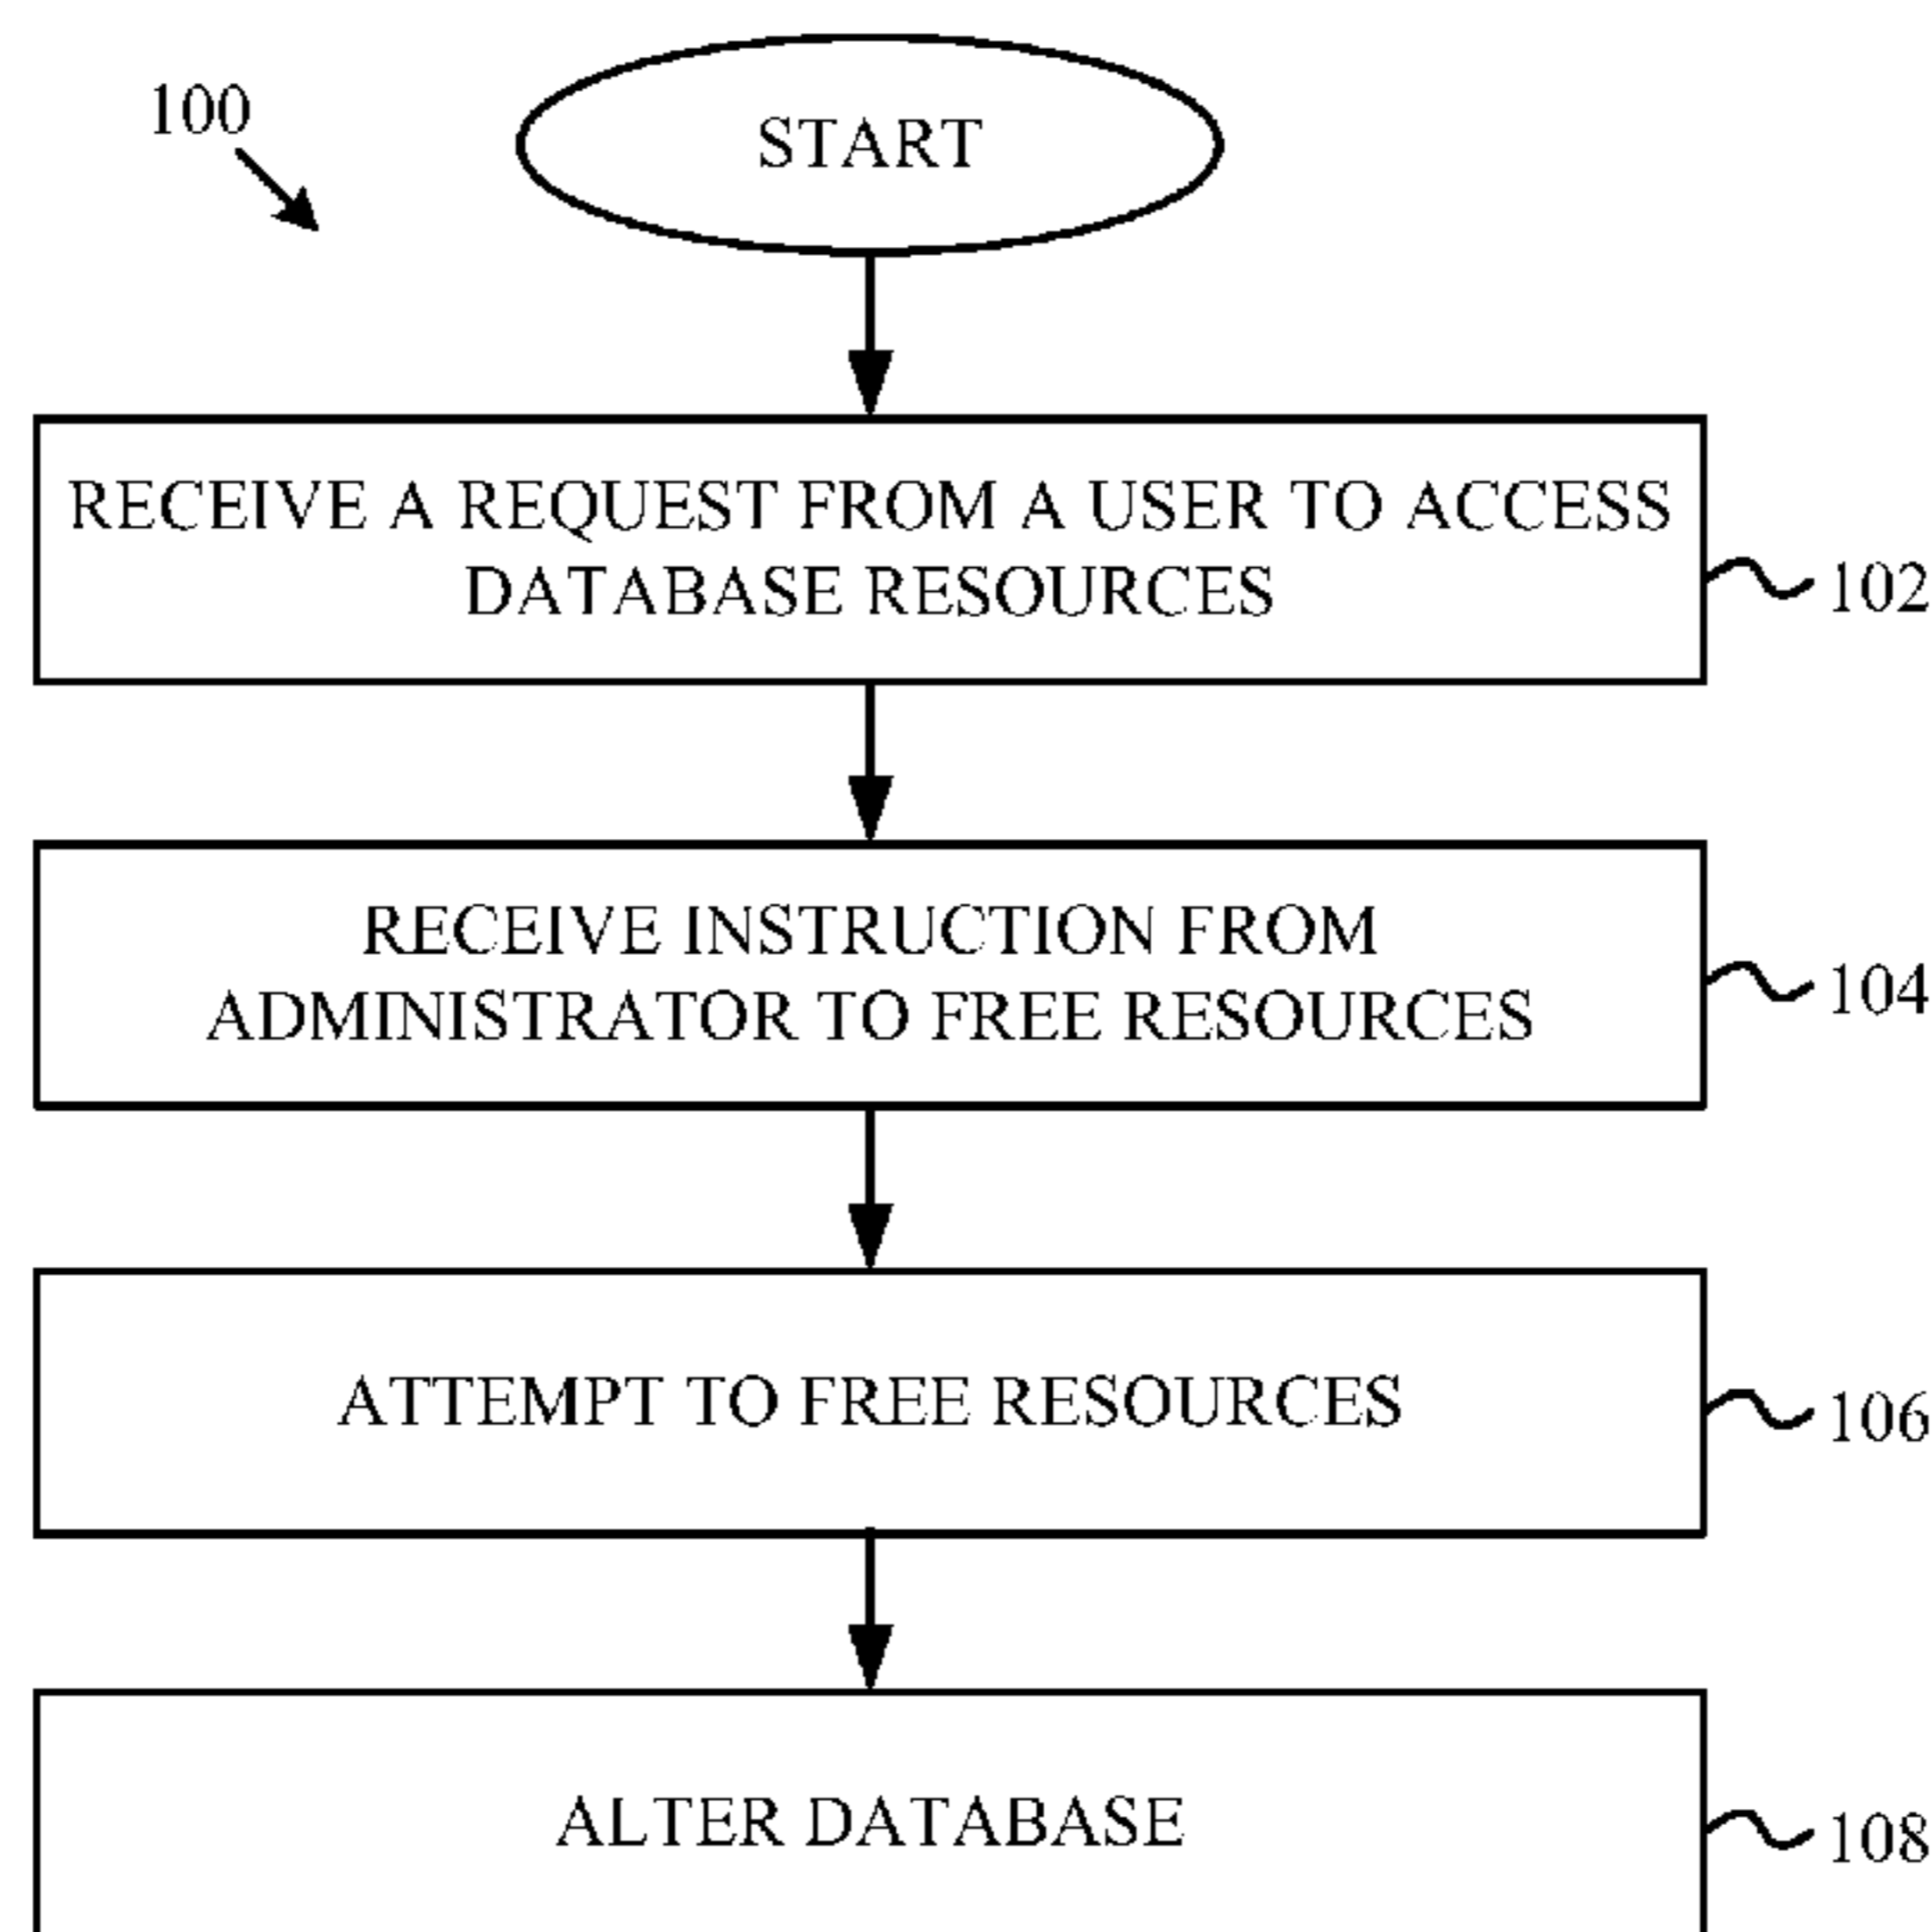 100
START
RECEIVE A REQUEST FROM A USER TO ACCESS
DATABASE RESOURCES
102
RECEIVE INSTRUCTION FROM
ADMINISTRATOR TO FREE RESOURCES
104
ATTEMPT TO FREE RESOURCES
106
ALTER DATABASE
108